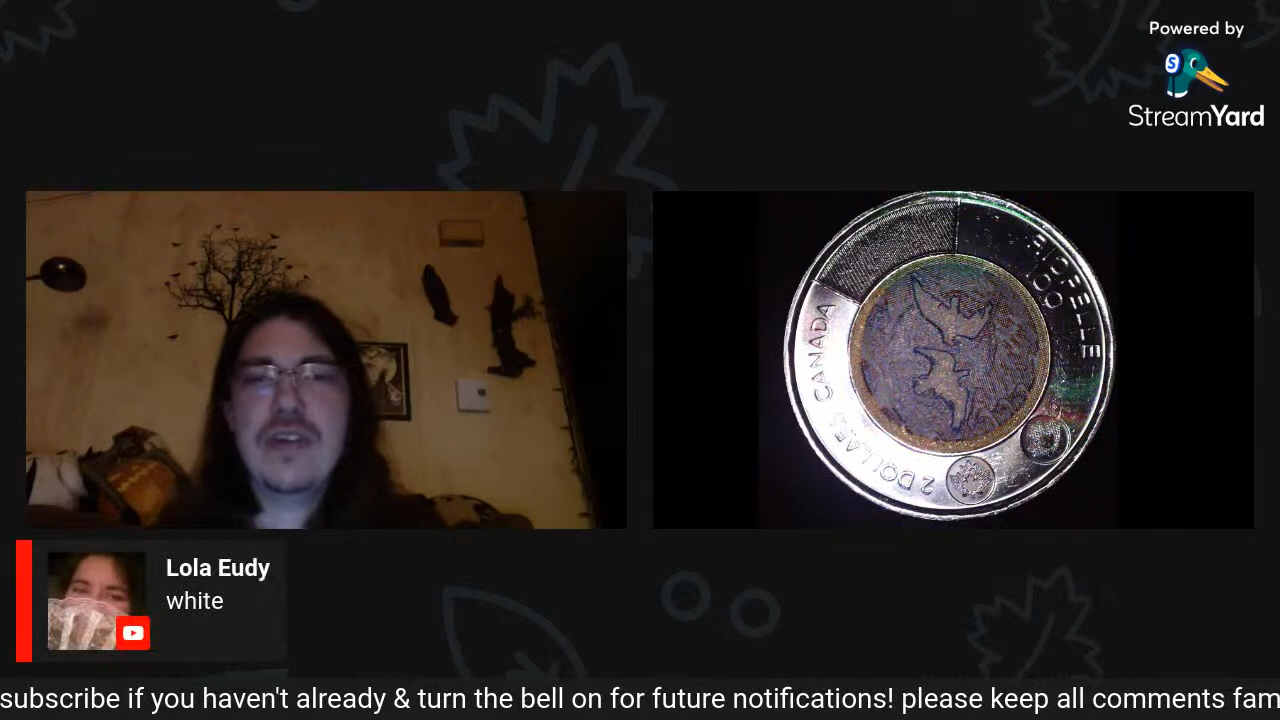 Powered by
StreamYard
RIOPELLE
100
2 DOLLARS CANADA
Lola Eudy
white
subscribe if you haven't already & turn the bell on for future notifications! please keep all comments fam